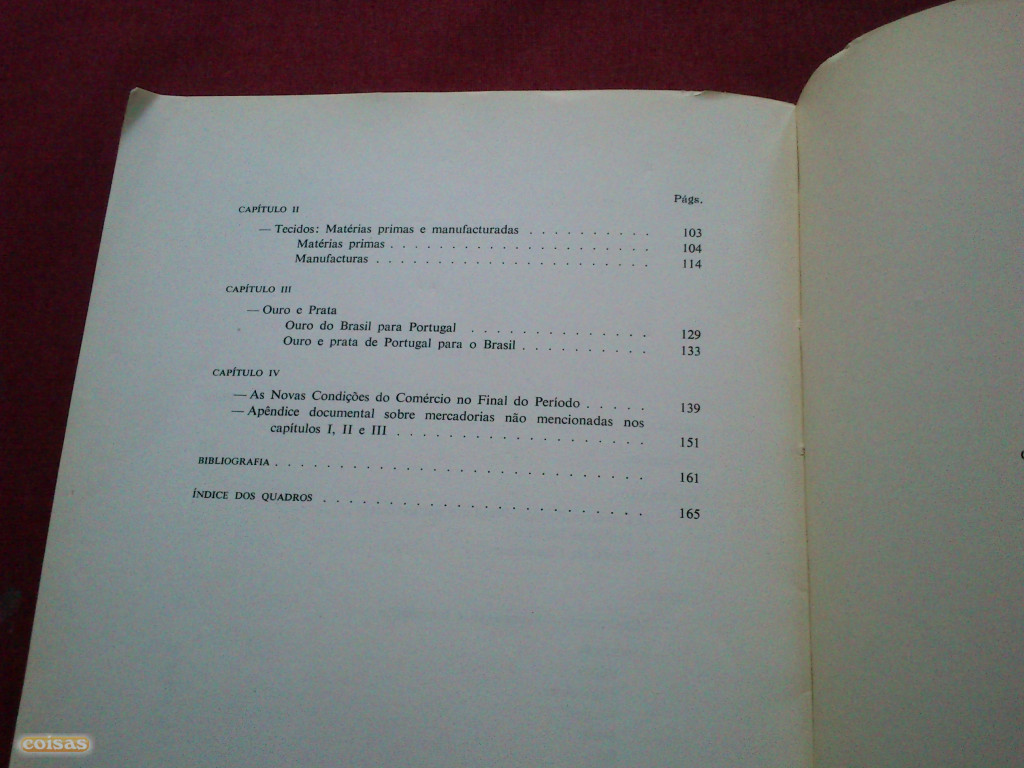 Págs.
CAPÍTULO II
— Tecidos: Matérias primas e manufacturadas . . . . . . . . . . 103
Matérias primas . . . . . . . . . . . . . . . . . . . . . . 104
Manufacturas . . . . . . . . . . . . . . . . . . . . . . . 114
CAPÍTULO III
— Ouro e Prata
Ouro do Brasil para Portugal . . . . . . . . . . . . . 129
Ouro e prata de Portugal para o Brasil . . . . . . . . . 133
CAPÍTULO IV
— As Novas Condições do Comércio no Final do Período . . . . . 139
— Apêndice documental sobre mercadorias não mencionadas nos
capítulos I, II e III . . . . . . . . . . . . . . . . . . . 151
BIBLIOGRAFIA . . . . . . . . . . . . . . . . . . . . . . . . . . . . 161
ÍNDICE DOS QUADROS . . . . . . . . . . . . . . . . . . . . . . . 165
coisas